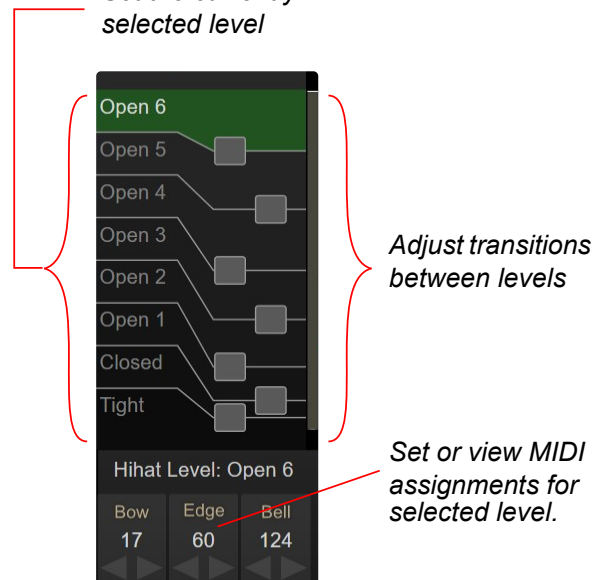 selected level
Open 6
Open 5
Open 4
Open 3
Open 2
Open 1
Closed
Tight
Adjust transitions
between levels
Hihat Level: Open 6
Bow Edge Bell
17 60 124
Set or view MIDI
assignments for
selected level.